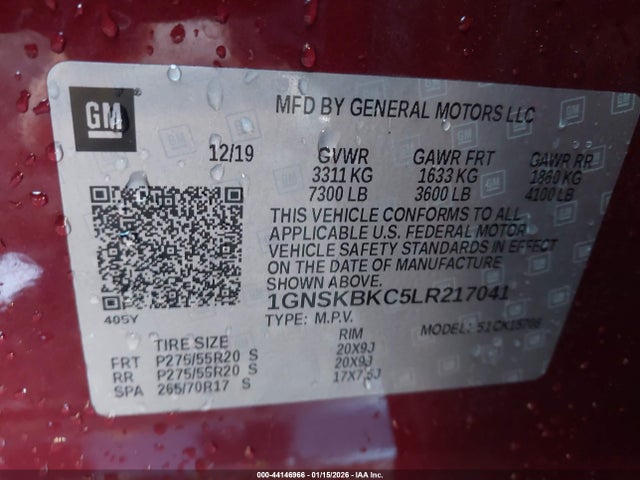 GM
MFD BY GENERAL MOTORS LLC
12/19 GVWR GAWR FRT GAWR RR
3311 KG 1633 KG 1860 KG
7300 LB 3600 LB 4100 LB
THIS VEHICLE CONFORMS TO ALL
APPLICABLE U.S. FEDERAL MOTOR
VEHICLE SAFETY STANDARDS IN EFFECT
ON THE DATE OF MANUFACTURE
SHOWN ABOVE.
1GNSKBKC5LR217041
405Y
TYPE: M.P.V. MODEL: 51CK15706
TIRE SIZE RIM
FRT P275/55R20 S 20X9J
RR P275/55R20 S 20X9J
SPA 265/70R17 S 17X7.5J
000-44146966 - 01/15/2026 - IAA Inc.